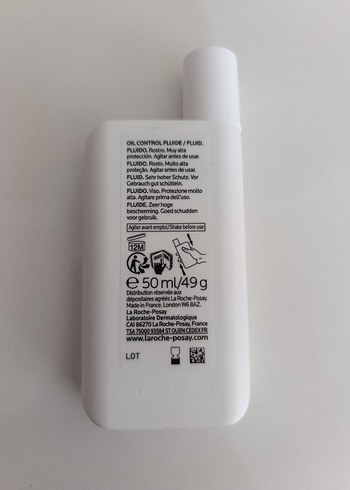 OIL CONTROL FLUIDE / FLUID.
FLUIDO. Rostro. Muy alta
protección. Agitar antes de usar.
FLUIDO. Rosto. Muito alta
proteção. Agitar antes de usar.
FLUID. Sehr hoher Schutz. Vor
Gebrauch gut schütteln.
FLUIDO. Viso. Protezione molto
alta. Agitare prima dell'uso.
FLUIDE. Zeer hoge
bescherming. Goed schudden
voor gebruik.
Agiter avant emploi/Shake before use
12M
℮ 50 ml/49 g
Distribution réservée aux
dépositaires agréés La Roche-Posay.
Made in France. London W6 8AZ.
La Roche-Posay
Laboratoire Dermatologique
CAI 86270 La Roche-Posay, France
TSA 75000 93584 ST OUEN CEDEX FR
www.laroche-posay.com
LOT